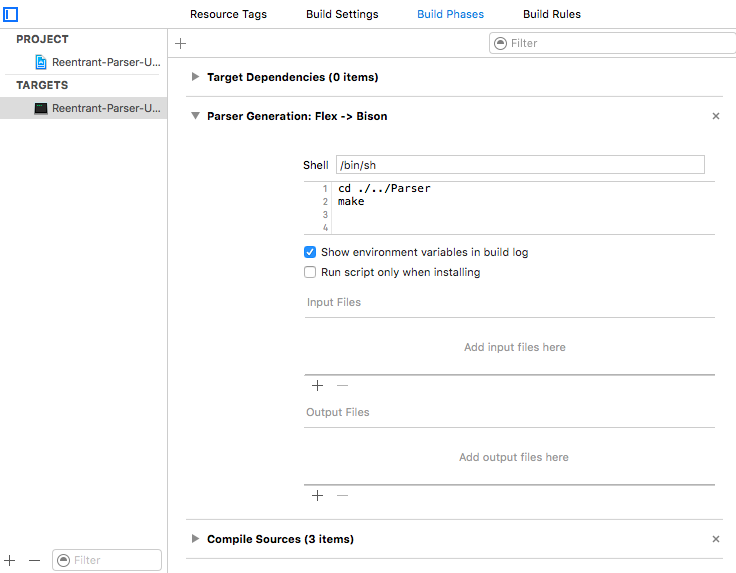 Resource Tags
Build Settings
Build Phases
Build Rules
PROJECT
Reentrant-Parser-U...
TARGETS
Reentrant-Parser-U...
Filter
Target Dependencies (0 items)
Parser Generation: Flex -> Bison
Shell /bin/sh
1 cd ./../Parser
2 make
3
4
Show environment variables in build log
Run script only when installing
Input Files
Add input files here
Output Files
Add output files here
Compile Sources (3 items)
Filter